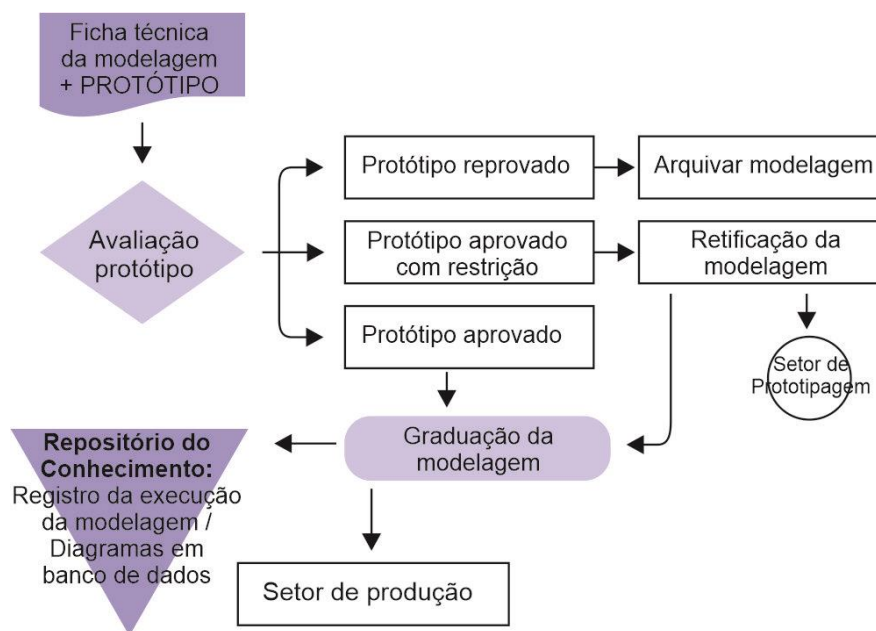 Ficha técnica
da modelagem
+ PROTÓTIPO
Avaliação
protótipo
Protótipo reprovado
Arquivar modelagem
Protótipo aprovado
com restrição
Retificação da
modelagem
Protótipo aprovado
Setor de
Prototipagem
Graduação da
modelagem
Repositório do
Conhecimento:
Registro da execução
da modelagem /
Diagramas em
banco de dados
Setor de produção